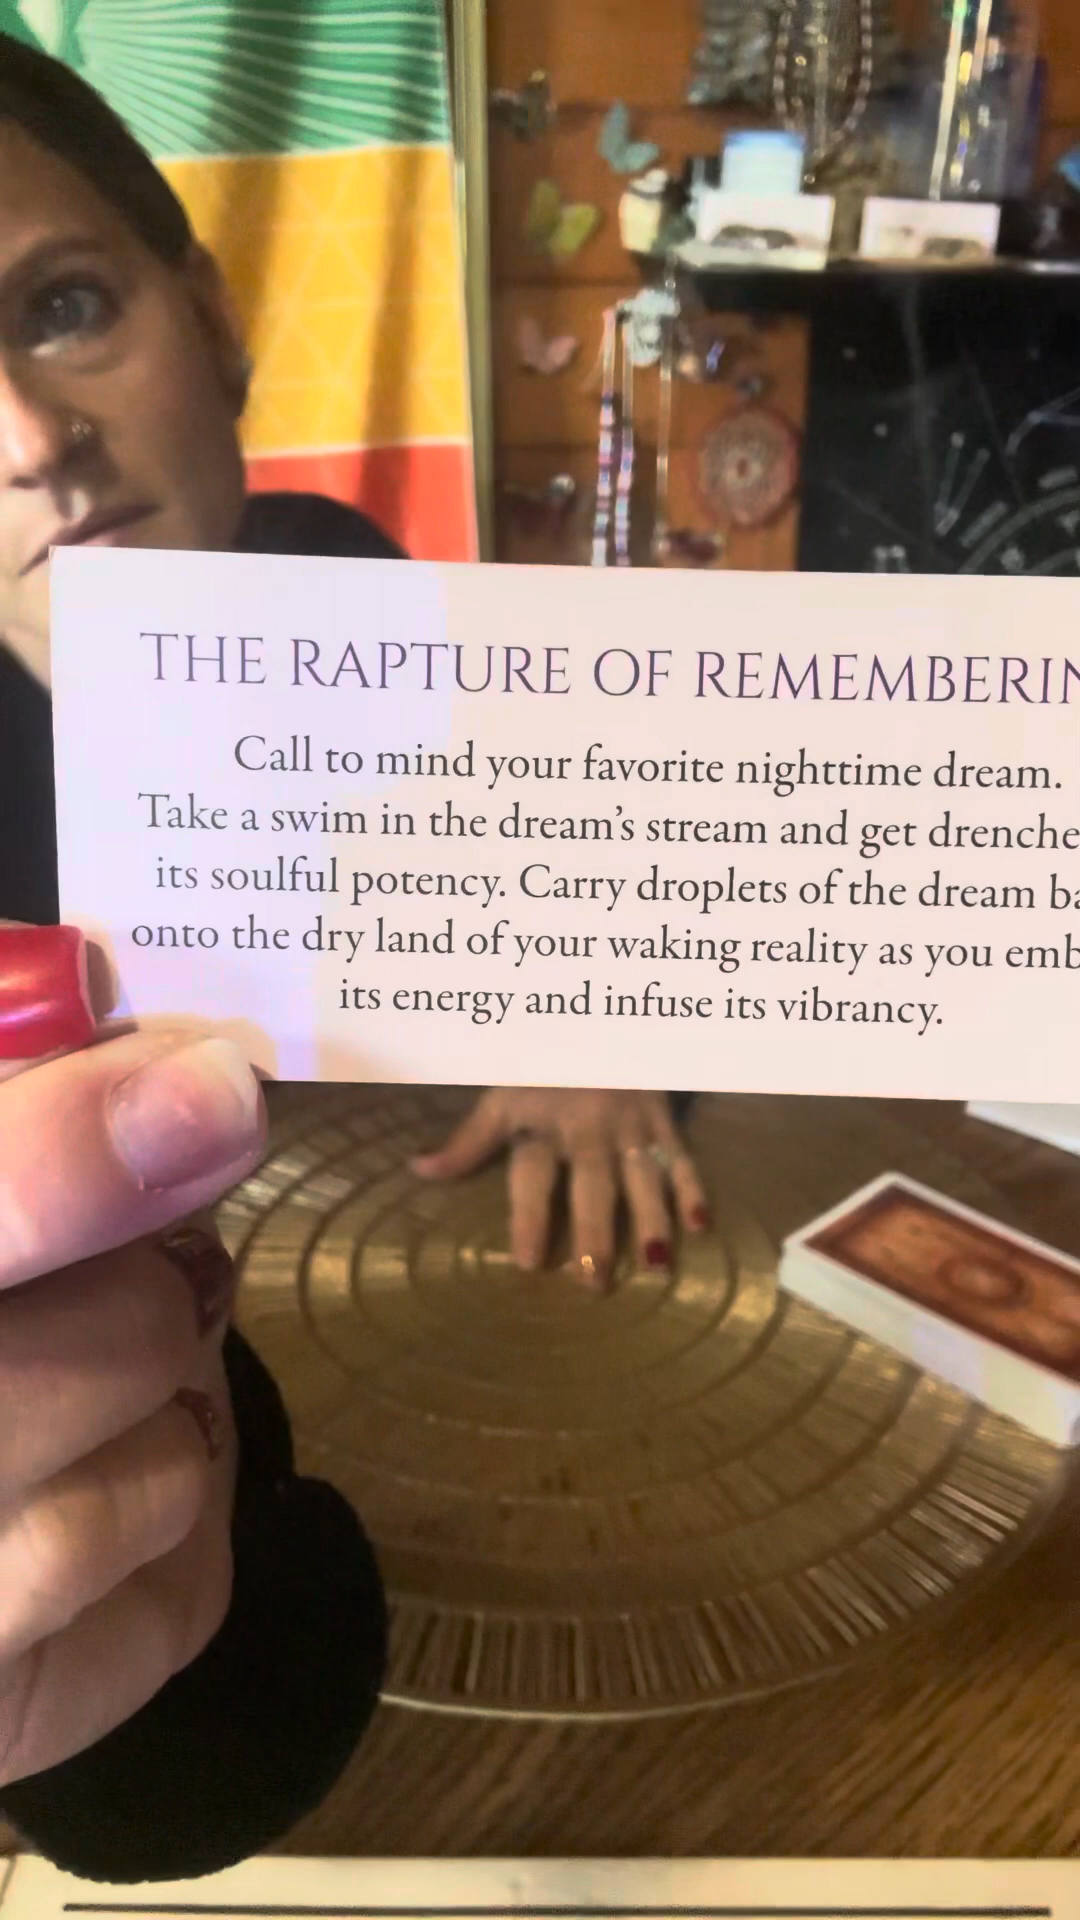 THE RAPTURE OF REMEMBERIN
Call to mind your favorite nighttime dream.
Take a swim in the dream's stream and get drenche
its soulful potency. Carry droplets of the dream ba
onto the dry land of your waking reality as you emb
its energy and infuse its vibrancy.